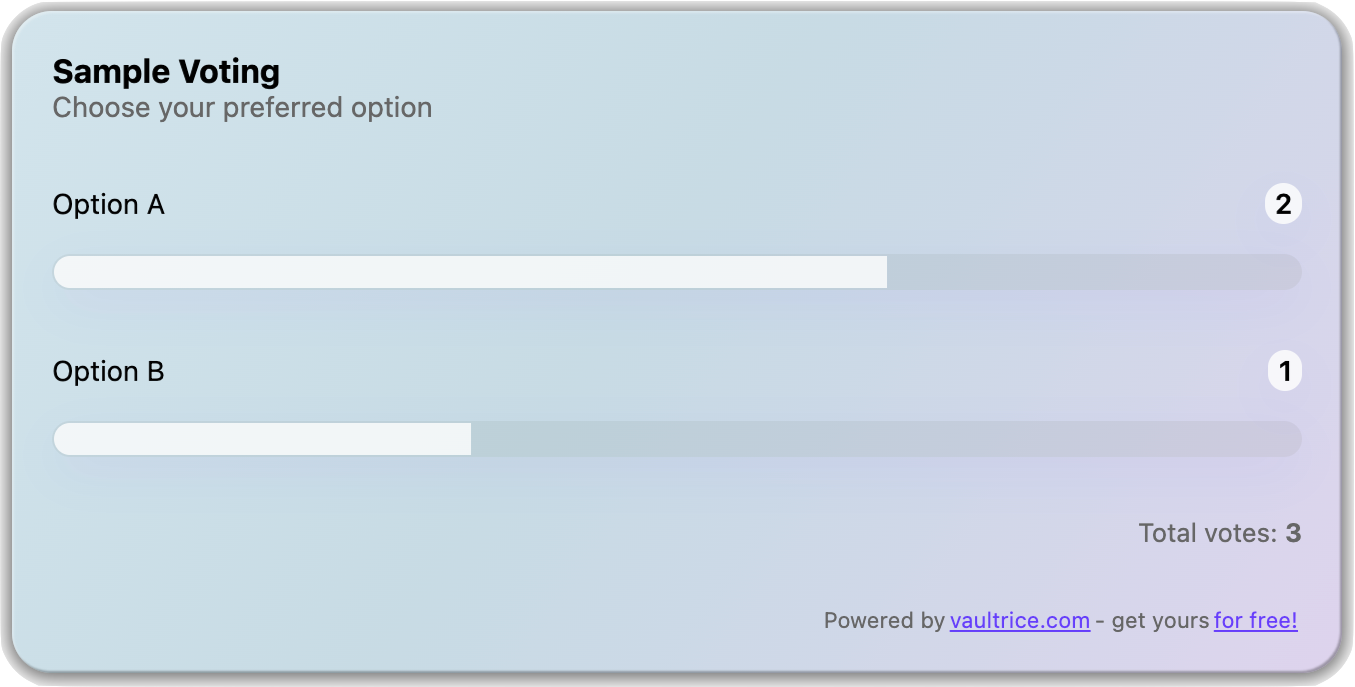 Sample Voting
Choose your preferred option
Option A
2
Option B
1
Total votes: 3
Powered by vaultrice.com - get yours for free!